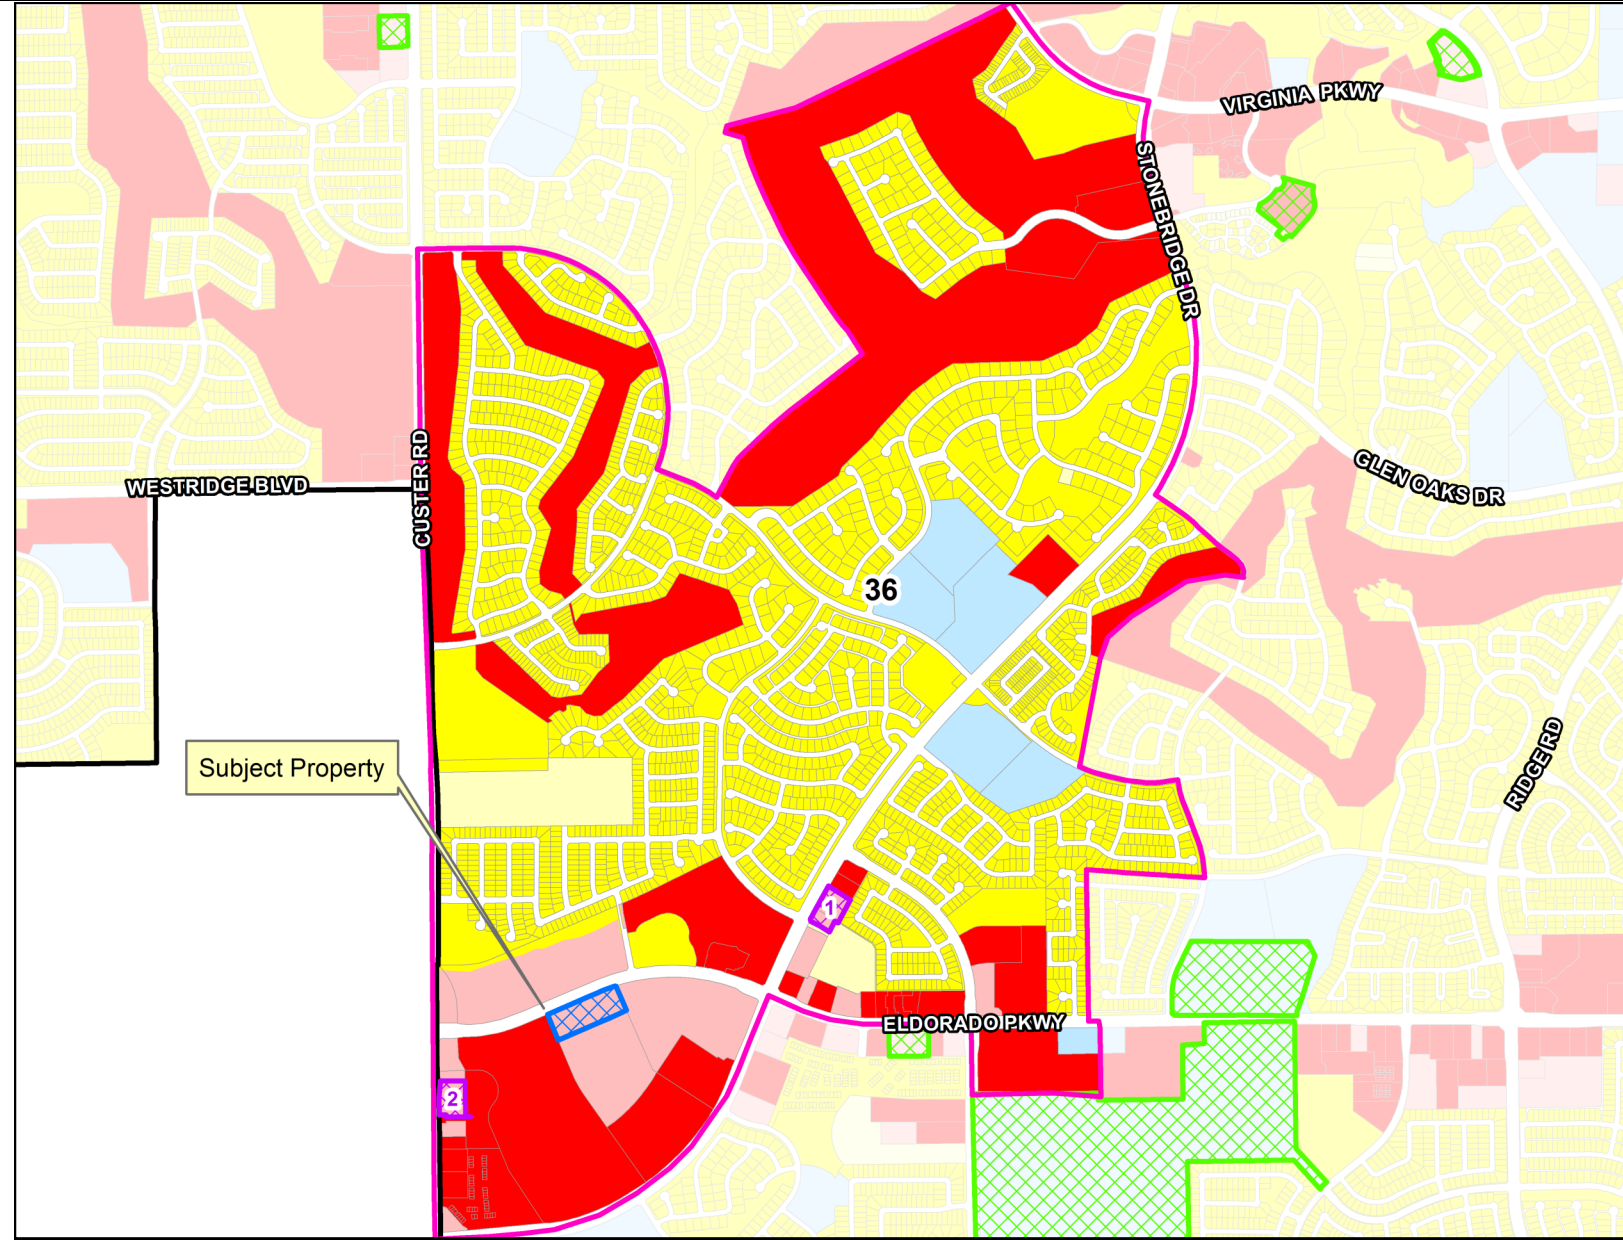 VIRGINIA PKWY
STONEBRIDGE DR
CUSTER RD
WESTRIDGE BLVD
GLEN OAKS DR
36
RIDGE RD
Subject Property
1
ELDORADO PKWY
2